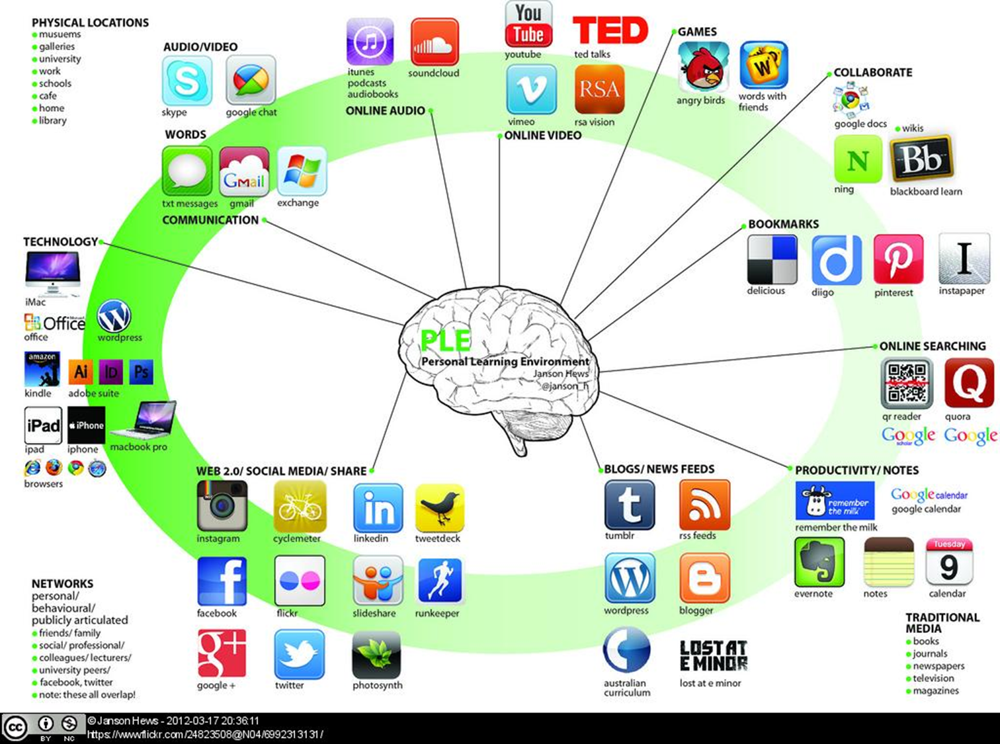 PHYSICAL LOCATIONS
musuems
galleries
university
work
schools
cafe
home
library
AUDIO/VIDEO
skype
google chat
WORDS
Gmail
txt messages
gmail
exchange
COMMUNICATION
itunes
podcasts
audiobooks
soundcloud
ONLINE AUDIO
You
Tube
youtube
TED
ted talks
vimeo
RSA
rsa vision
ONLINE VIDEO
GAMES
angry birds
W
words with
friends
COLLABORATE
google docs
wikis
N
ning
Bb
blackboard learn
BOOKMARKS
delicious
d
diigo
pinterest
I
instapaper
TECHNOLOGY
iMac
Office
office
wordpress
amazon
kindle
Ai
Id
Ps
adobe suite
iPad
ipad
iPhone
iphone
macbook pro
browsers
PLE
Personal Learning Environment
Janson Hews
@janson_h
ONLINE SEARCHING
qr reader
Q
quora
Google
scholar
Google
WEB 2.0/ SOCIAL MEDIA/ SHARE
instagram
cyclemeter
in
linkedin
tweetdeck
f
facebook
flickr
slideshare
runkeeper
g+
google +
twitter
photosynth
BLOGS/ NEWS FEEDS
t
tumblr
rss feeds
wordpress
blogger
australian
curriculum
LOST AT
E MINOR
lost at e minor
PRODUCTIVITY/ NOTES
remember
the milk
remember the milk
Google calendar
google calendar
evernote
notes
Tuesday
9
calendar
NETWORKS
personal/
behavioural/
publicly articulated
friends/ family
social/ professional/
colleagues/ lecturers/
university peers/
facebook, twitter
note: these all overlap!
TRADITIONAL
MEDIA
books
journals
newspapers
television
magazines
cc
BY NC
© Janson Hews - 2012-03-17 20:36:11
https://www.flickr.com/24823508@N04/6992313131/